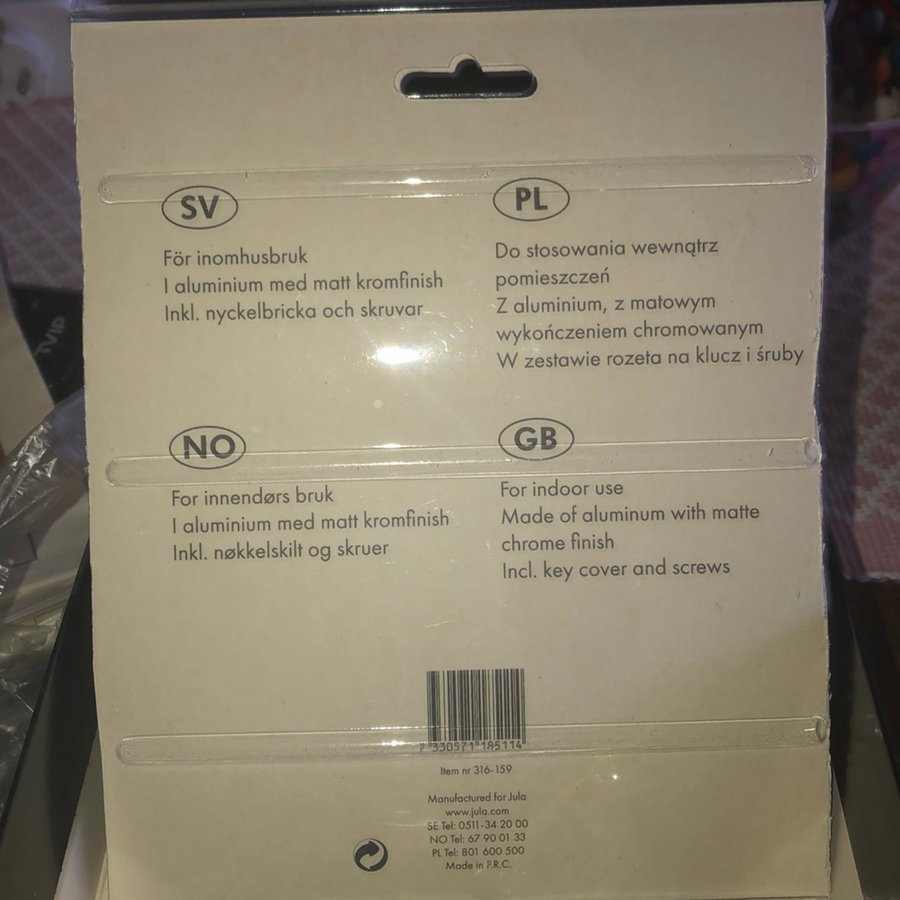 SV
För inomhusbruk
I aluminium med matt kromfinish
Inkl. nyckelbricka och skruvar
PL
Do stosowania wewnątrz
pomieszczeń
Z aluminium, z matowym
wykończeniem chromowanym
W zestawie rozeta na klucz i śruby
NO
For innendørs bruk
I aluminium med matt kromfinish
Inkl. nøkkelskilt og skruer
GB
For indoor use
Made of aluminum with matte
chrome finish
Incl. key cover and screws
7 330571 185114
Item nr 316-159
Manufactured for Jula
www.jula.com
SE Tel: 0511-34 20 00
NO Tel: 67 90 01 33
PL Tel: 801 600 500
Made in P.R.C.
TVIP